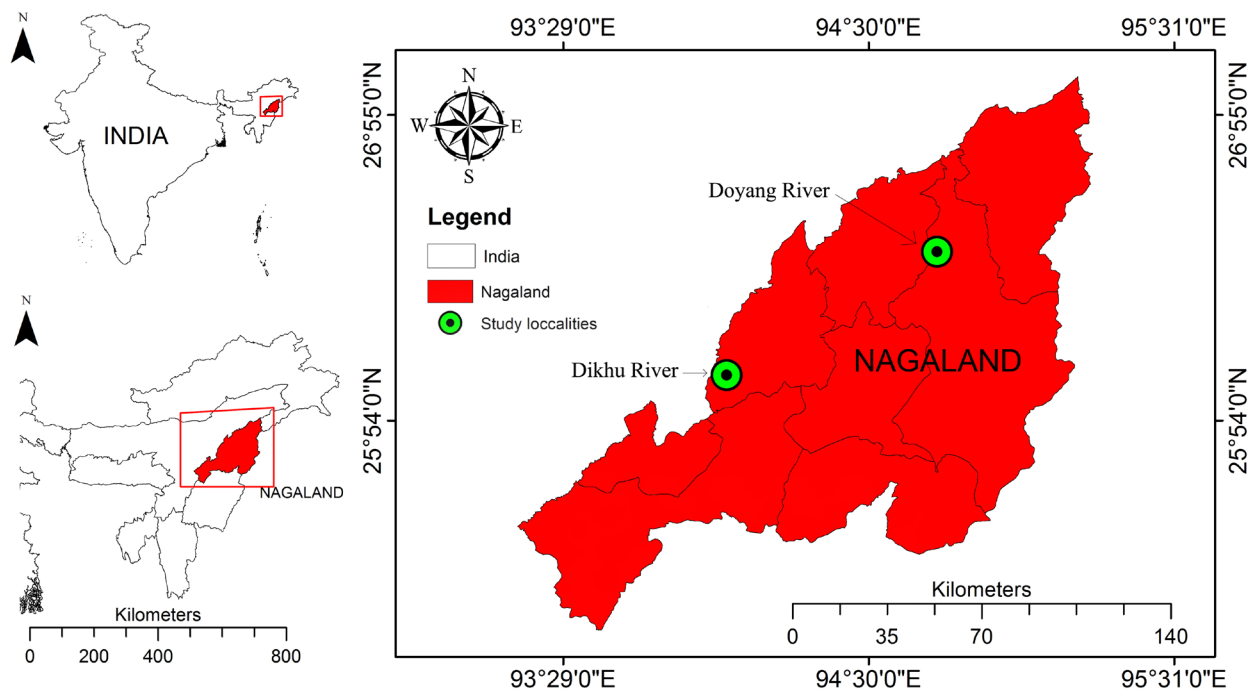 N
INDIA
N
NAGALAND
Kilometers
0 200 400 600 800
93°29'0"E 94°30'0"E 95°31'0"E
26°55'0"N
25°54'0"N
N
W E
S
Legend
India
Nagaland
Study loccalities
Doyang River
Dikhu River
NAGALAND
Kilometers
0 35 70 140
26°55'0"N
25°54'0"N
93°29'0"E 94°30'0"E 95°31'0"E